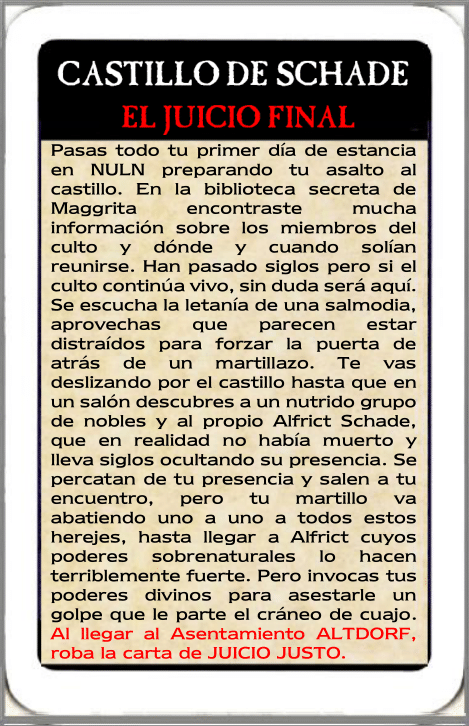 CASTILLO DE SCHADE
EL JUICIO FINAL
Pasas todo tu primer día de estancia
en NULN preparando tu asalto al
castillo. En la biblioteca secreta de
Maggrita encontraste mucha
información sobre los miembros del
culto y dónde y cuando solían
reunirse. Han pasado siglos pero si el
culto continúa vivo, sin duda será aquí.
Se escucha la letanía de una salmodia,
aprovechas que parecen estar
distraídos para forzar la puerta de
atrás de un martillazo. Te vas
deslizando por el castillo hasta que en
un salón descubres a un nutrido grupo
de nobles y al propio Alfrict Schade,
que en realidad no había muerto y
lleva siglos ocultando su presencia. Se
percatan de tu presencia y salen a tu
encuentro, pero tu martillo va
abatiendo uno a uno a todos estos
herejes, hasta llegar a Alfrict cuyos
poderes sobrenaturales lo hacen
terriblemente fuerte. Pero invocas tus
poderes divinos para asestarle un
golpe que le parte el cráneo de cuajo.
Al llegar al Asentamiento ALTDORF,
roba la carta de JUICIO JUSTO.